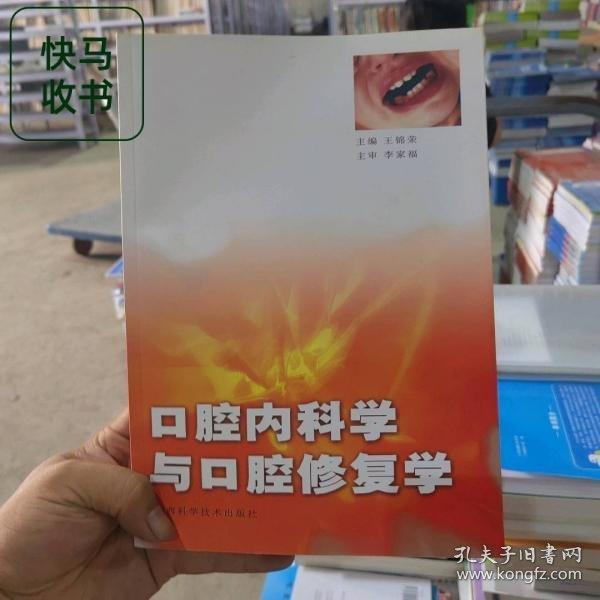 快马
收书
主编 王锦荣
主审 李家福
口腔内科学
与口腔修复学
西科学技术出版社
孔夫子旧书网
www.kongfz.com